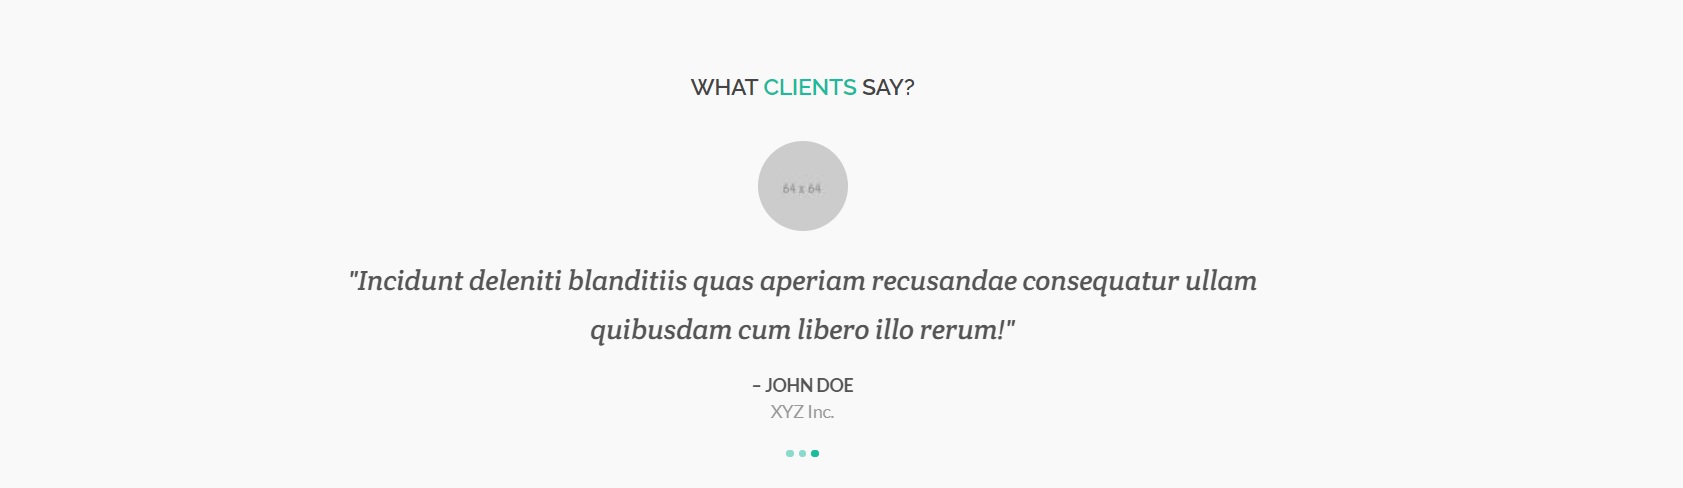 WHAT CLIENTS SAY?
64 x 64
"Incidunt deleniti blanditiis quas aperiam recusandae consequatur ullam
quibusdam cum libero illo rerum!"
– JOHN DOE
XYZ Inc.